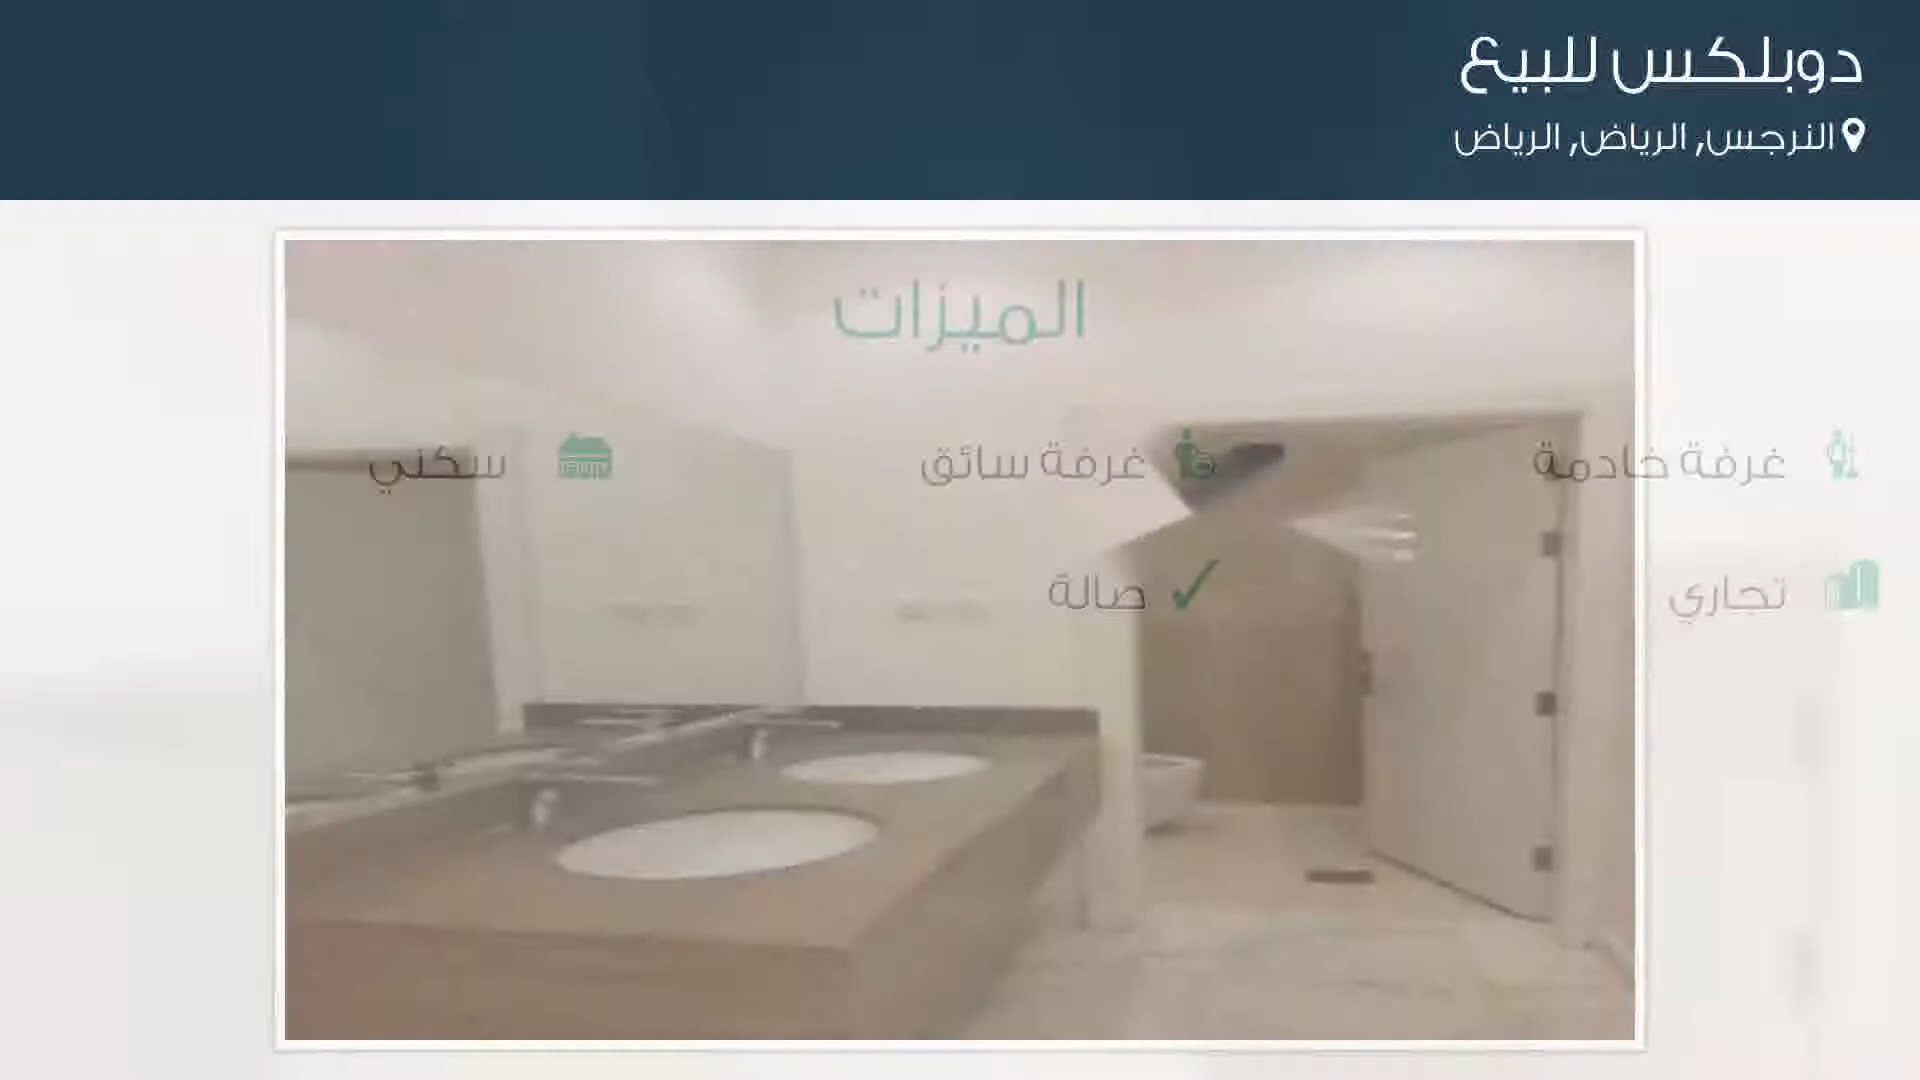 دوبلكس للبيع
النرجس, الرياض, الرياض
الميزات
غرفة خادمة
غرفة سائق
سكني
تجاري
صالة